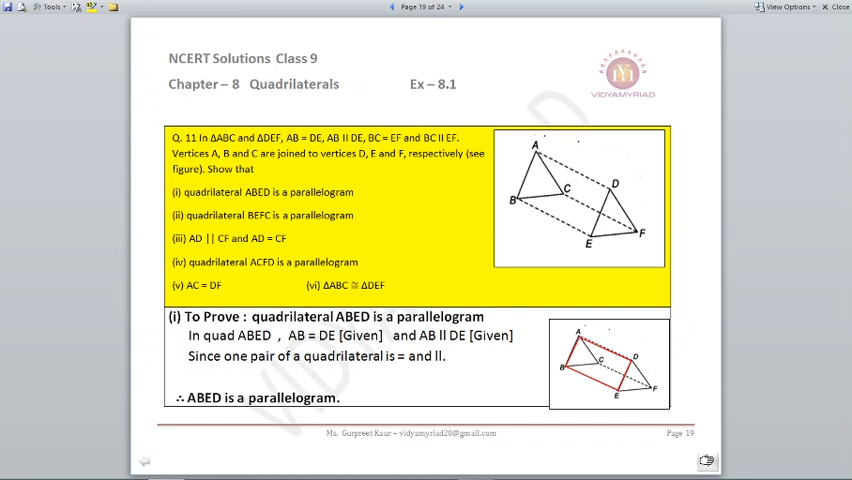 Tools
Page 19 of 24
View Options
Close
NCERT Solutions Class 9
Chapter – 8 Quadrilaterals Ex – 8.1
VIDYAMYRIAD
Q. 11 In ΔABC and ΔDEF, AB = DE, AB ll DE, BC = EF and BC ll EF.
Vertices A, B and C are joined to vertices D, E and F, respectively (see
figure). Show that
(i) quadrilateral ABED is a parallelogram
(ii) quadrilateral BEFC is a parallelogram
(iii) AD || CF and AD = CF
(iv) quadrilateral ACFD is a parallelogram
(v) AC = DF (vi) ΔABC ≅ ΔDEF
A
D
C
B
F
E
(i) To Prove : quadrilateral ABED is a parallelogram
In quad ABED , AB = DE [Given] and AB ll DE [Given]
Since one pair of a quadrilateral is = and ll.
∴ ABED is a parallelogram.
A
D
C
B
F
E
Ms. Gurpreet Kaur – vidyamyriad20@gmail.com
Page 19